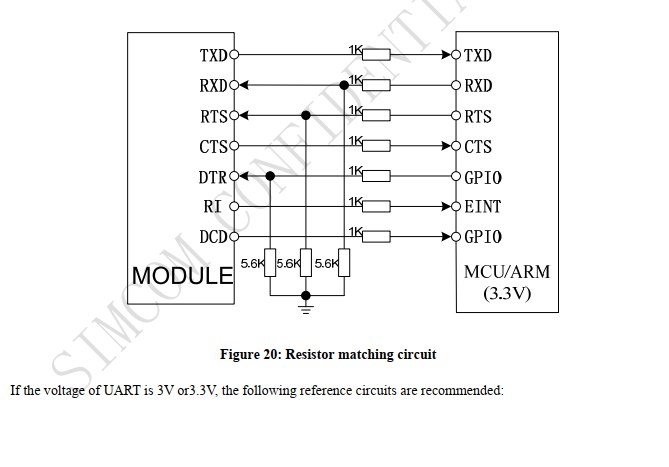 TXD 1K TXD
RXD 1K RXD
RTS 1K RTS
CTS 1K CTS
DTR 1K GPIO
RI 1K EINT
DCD 1K GPIO
5.6K 5.6K 5.6K
MODULE
MCU/ARM
(3.3V)
SIMCOM CONFIDENTI
Figure 20: Resistor matching circuit
If the voltage of UART is 3V or3.3V, the following reference circuits are recommended: